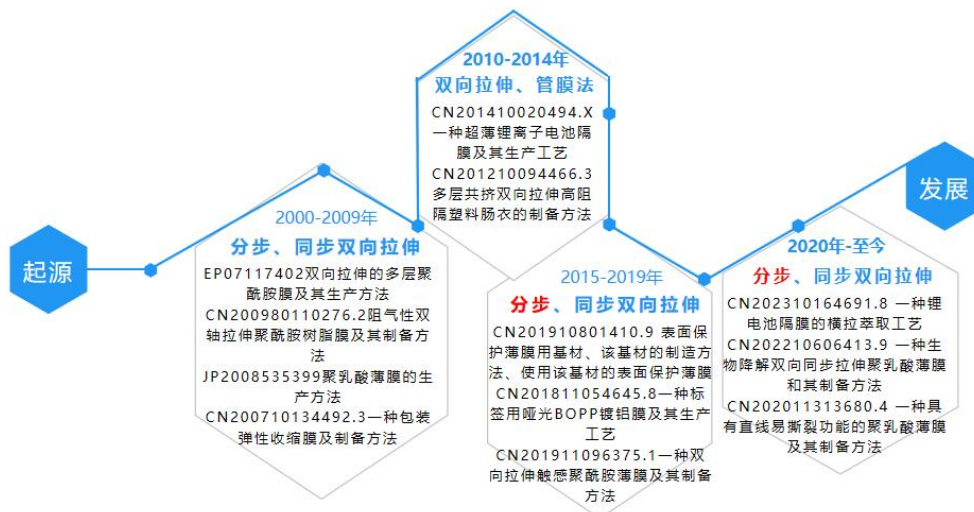 起源
2000-2009年
分步、同步双向拉伸
EP07117402双向拉伸的多层聚
酰胺膜及其生产方法
CN200980110276.2阻气性双
轴拉伸聚酰胺树脂膜及其制备方
法
JP2008535399聚乳酸薄膜的生
产方法
CN200710134492.3一种包装
弹性收缩膜及制备方法
2010-2014年
双向拉伸、管膜法
CN201410020494.X
一种超薄锂离子电池隔
膜及其生产工艺
CN201210094466.3
多层共挤双向拉伸高阻
隔塑料肠衣的制备方法
2015-2019年
分步、同步双向拉伸
CN201910801410.9 表面保
护薄膜用基材、该基材的制造方
法、使用该基材的表面保护薄膜
CN201811054645.8一种标
签用哑光BOPP镀铝膜及其生产
工艺
CN201911096375.1一种双
向拉伸触感聚酰胺薄膜及其制备
方法
2020年-至今
分步、同步双向拉伸
CN202310164691.8 一种锂
电池隔膜的横拉萃取工艺
CN202210606413.9 一种生
物降解双向同步拉伸聚乳酸薄膜
和其制备方法
CN202011313680.4 一种具
有直线易撕裂功能的聚乳酸薄膜
及其制备方法
发展